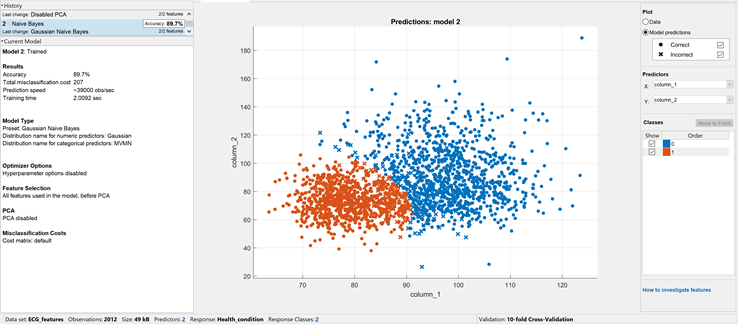 History
Last change: Disabled PCA 2/2 features
2 Naive Bayes Accuracy: 89.7%
Last change: Gaussian Naive Bayes 2/2 features
Current Model
Model 2: Trained
Results
Accuracy 89.7%
Total misclassification cost 207
Prediction speed ~39000 obs/sec
Training time 2.0092 sec
Model Type
Preset: Gaussian Naive Bayes
Distribution name for numeric predictors: Gaussian
Distribution name for categorical predictors: MVMN
Optimizer Options
Hyperparameter options disabled
Feature Selection
All features used in the model, before PCA
PCA
PCA disabled
Misclassification Costs
Cost matrix: default
Predictions: model 2
180
160
140
120
100
80
60
40
20
column_2
70
80
90
100
110
120
column_1
Plot
Data
Model predictions
Correct
Incorrect
Predictors
X: column_1
Y: column_2
Classes
Move to Front
Show Order
0
1
How to investigate features
Data set: ECG_features Observations: 2012 Size: 49 kB Predictors: 2 Response: Health_condition Response Classes: 2 Validation: 10-fold Cross-Validation